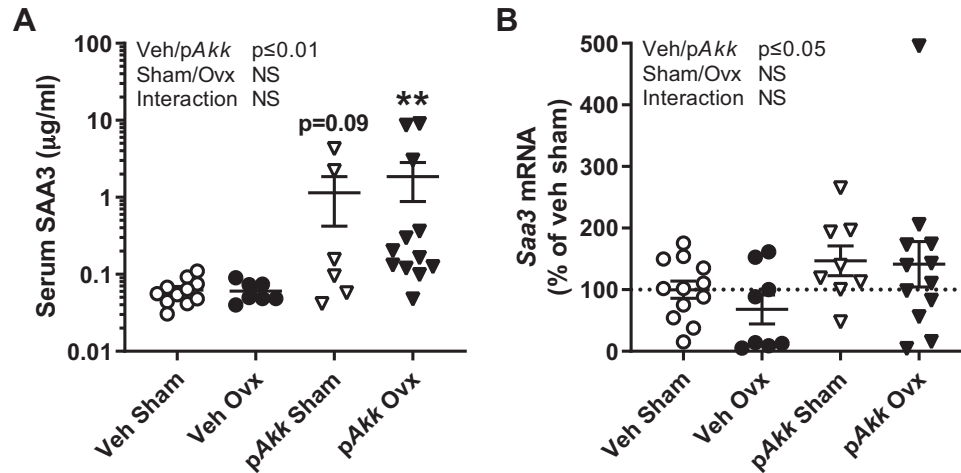 A
Serum SAA3 (μg/ml)
100
10
1
0.1
0.01
Veh/pAkk p≤0.01
Sham/Ovx NS
Interaction NS
p=0.09
**
Veh Sham
Veh Ovx
pAkk Sham
pAkk Ovx
B
Saa3 mRNA
(% of veh sham)
500
400
300
200
100
0
Veh/pAkk p≤0.05
Sham/Ovx NS
Interaction NS
Veh Sham
Veh Ovx
pAkk Sham
pAkk Ovx